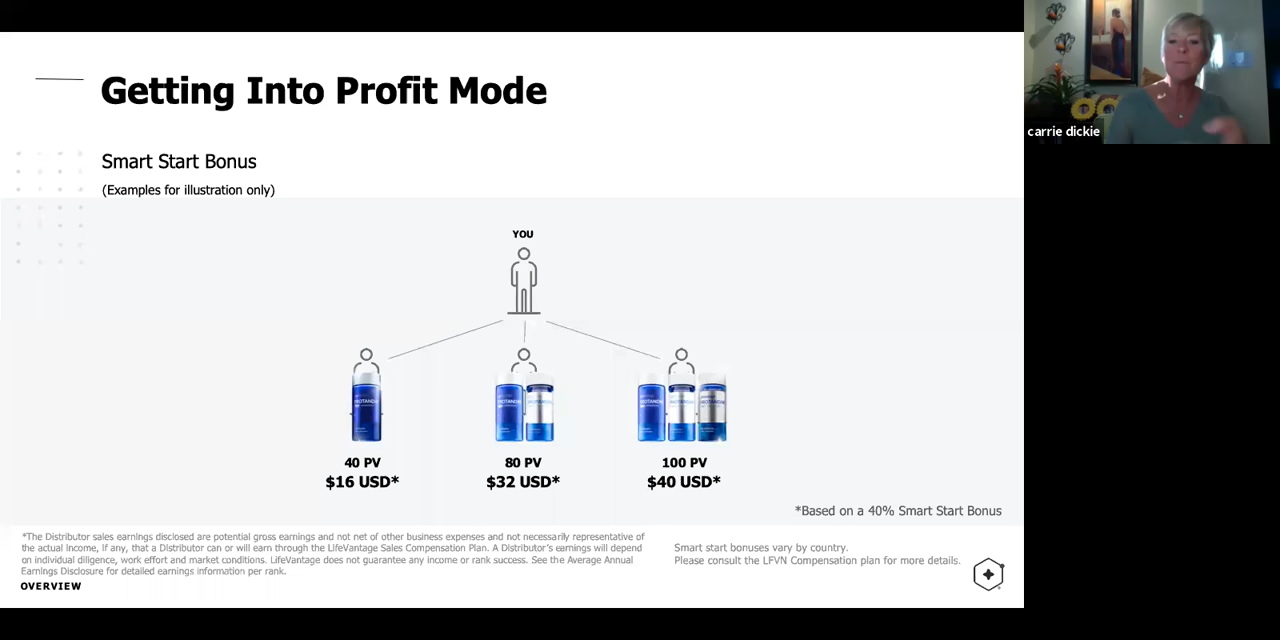 Getting Into Profit Mode
carrie dickie
Smart Start Bonus
(Examples for illustration only)
YOU
PROTANDIM
PROTANDIM
PROTANDIM
40 PV
80 PV
100 PV
$16 USD*
$32 USD*
$40 USD*
*Based on a 40% Smart Start Bonus
*The Distributor sales earnings disclosed are potential gross earnings and not net of other business expenses and not necessarily representative of
the actual income, if any, that a Distributor can or will earn through the LifeVantage Sales Compensation Plan. A Distributor's earnings will depend
on individual diligence, work effort and market conditions. LifeVantage does not guarantee any income or rank success. See the Average Annual
Earnings Disclosure for detailed earnings information per rank.
Smart start bonuses vary by country.
Please consult the LFVN Compensation plan for more details.
OVERVIEW